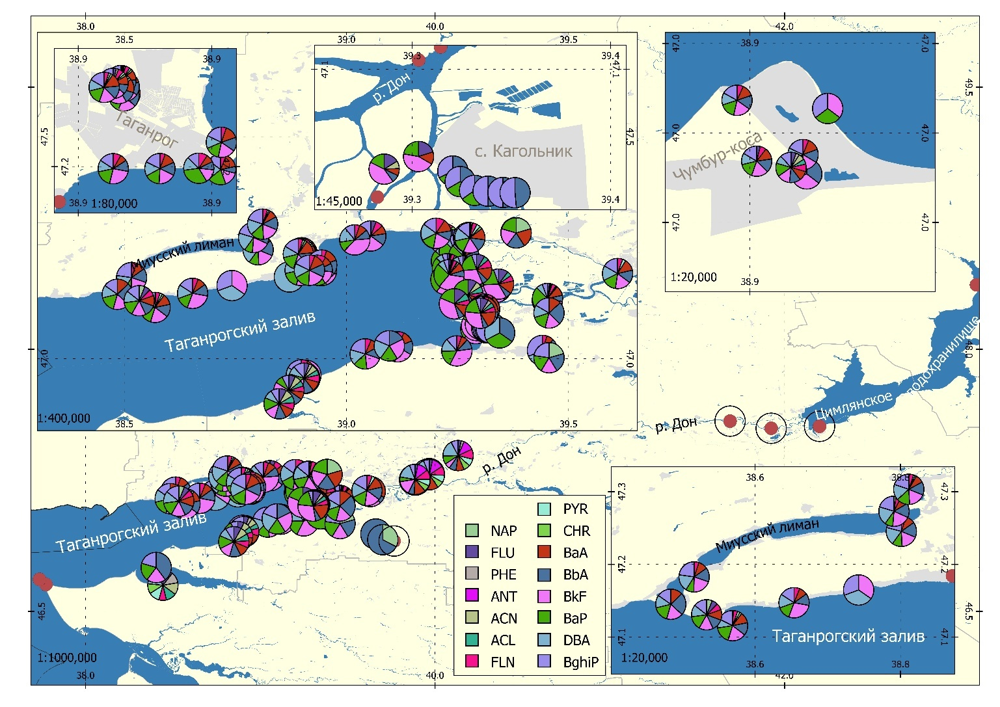 38.0
40.0
42.0
38.5
39.0
39.5
38.9
38.9
47.5
47.2
47.2
Таганрог
38.9
1:80,000
38.9
39.3
39.4
47.1
47.1
р. Дон
с. Кагольник
47.5
1:45,000
39.3
39.4
47.0
38.9
47.0
47.0
47.0
Чумбур-коса
47.0
47.0
1:20,000
38.9
49.5
Миусский лиман
Таганрогский залив
47.0
47.0
1:400,000
38.5
39.0
39.5
48.0
водохранилище
Цимлянское
р. Дон
р. Дон
Таганрогский залив
46.5
1:1000,000
38.0
40.0
42.0
46.5
PYR
NAP
CHR
FLU
BaA
PHE
BbA
ANT
BkF
ACN
BaP
ACL
DBA
FLN
BghiP
38.6
38.8
47.3
47.3
Миусский лиман
47.2
47.2
Таганрогский залив
47.1
47.1
1:20,000
38.6
38.8